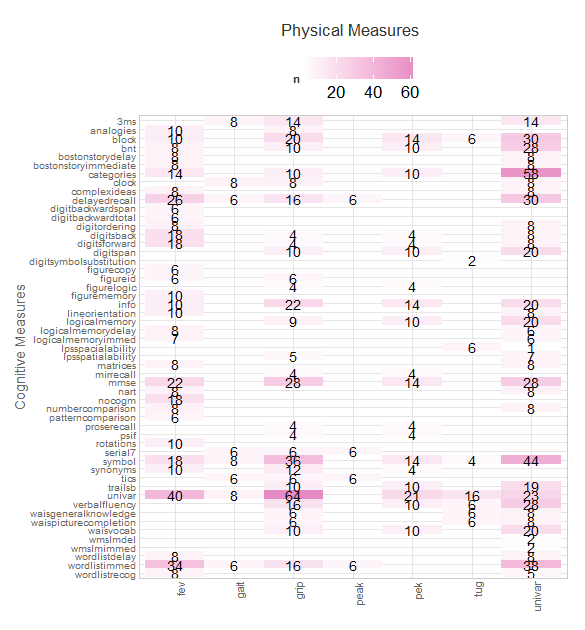 Physical Measures
n
20 40 60
Cognitive Measures
3ms 8 14 14
analogies 10 8
block 10 20 14 6 30
bnt 8 10 10 28
bostonstorydelay 8 8
bostonstoryimmediate 8 8
categories 14 10 10 58
clock 8 8 8
complexideas 8 8
delayedrecall 26 6 16 6 30
digitbackwardspan 6
digitbackwardtotal 6
digitordering 8 8
digitsback 18 4 4 8
digitsforward 18 4 4 8
digitspan 10 10 20
digitsymbolsubstitution 2
figurecopy 6
figureid 6 6
figurelogic 4 4
figurememory 10
info 10 22 14 20
lineorientation 10 8
logicalmemory 9 10 20
logicalmemorydelay 8 6
logicalmemoryimmed 7 6
lpsspacialability 6 1
lpsspatialability 5 7
matrices 8 8
mirrecall 4 4
mmse 22 28 14 28
nart 8 8
nocogm 18
numbercomparison 8 8
patterncomparison 6
proserecall 4 4
psif 4 4
rotations 10
serial7 6 6 6
symbol 18 8 36 14 4 44
synonyms 10 12 4
tics 6 6 6
trailsb 10 10 19
univar 40 8 64 21 16 23
verbalfluency 16 10 6 28
waisgeneralknowledge 6 6 8
waispicturecompletion 6 6 8
waisvocab 10 10 20
wmslmdel 2
wmslmimmed 2
wordlistdelay 8 8
wordlistimmed 34 6 16 6 38
wordlistrecog 8 5
fev gait grip peak pek tug univar